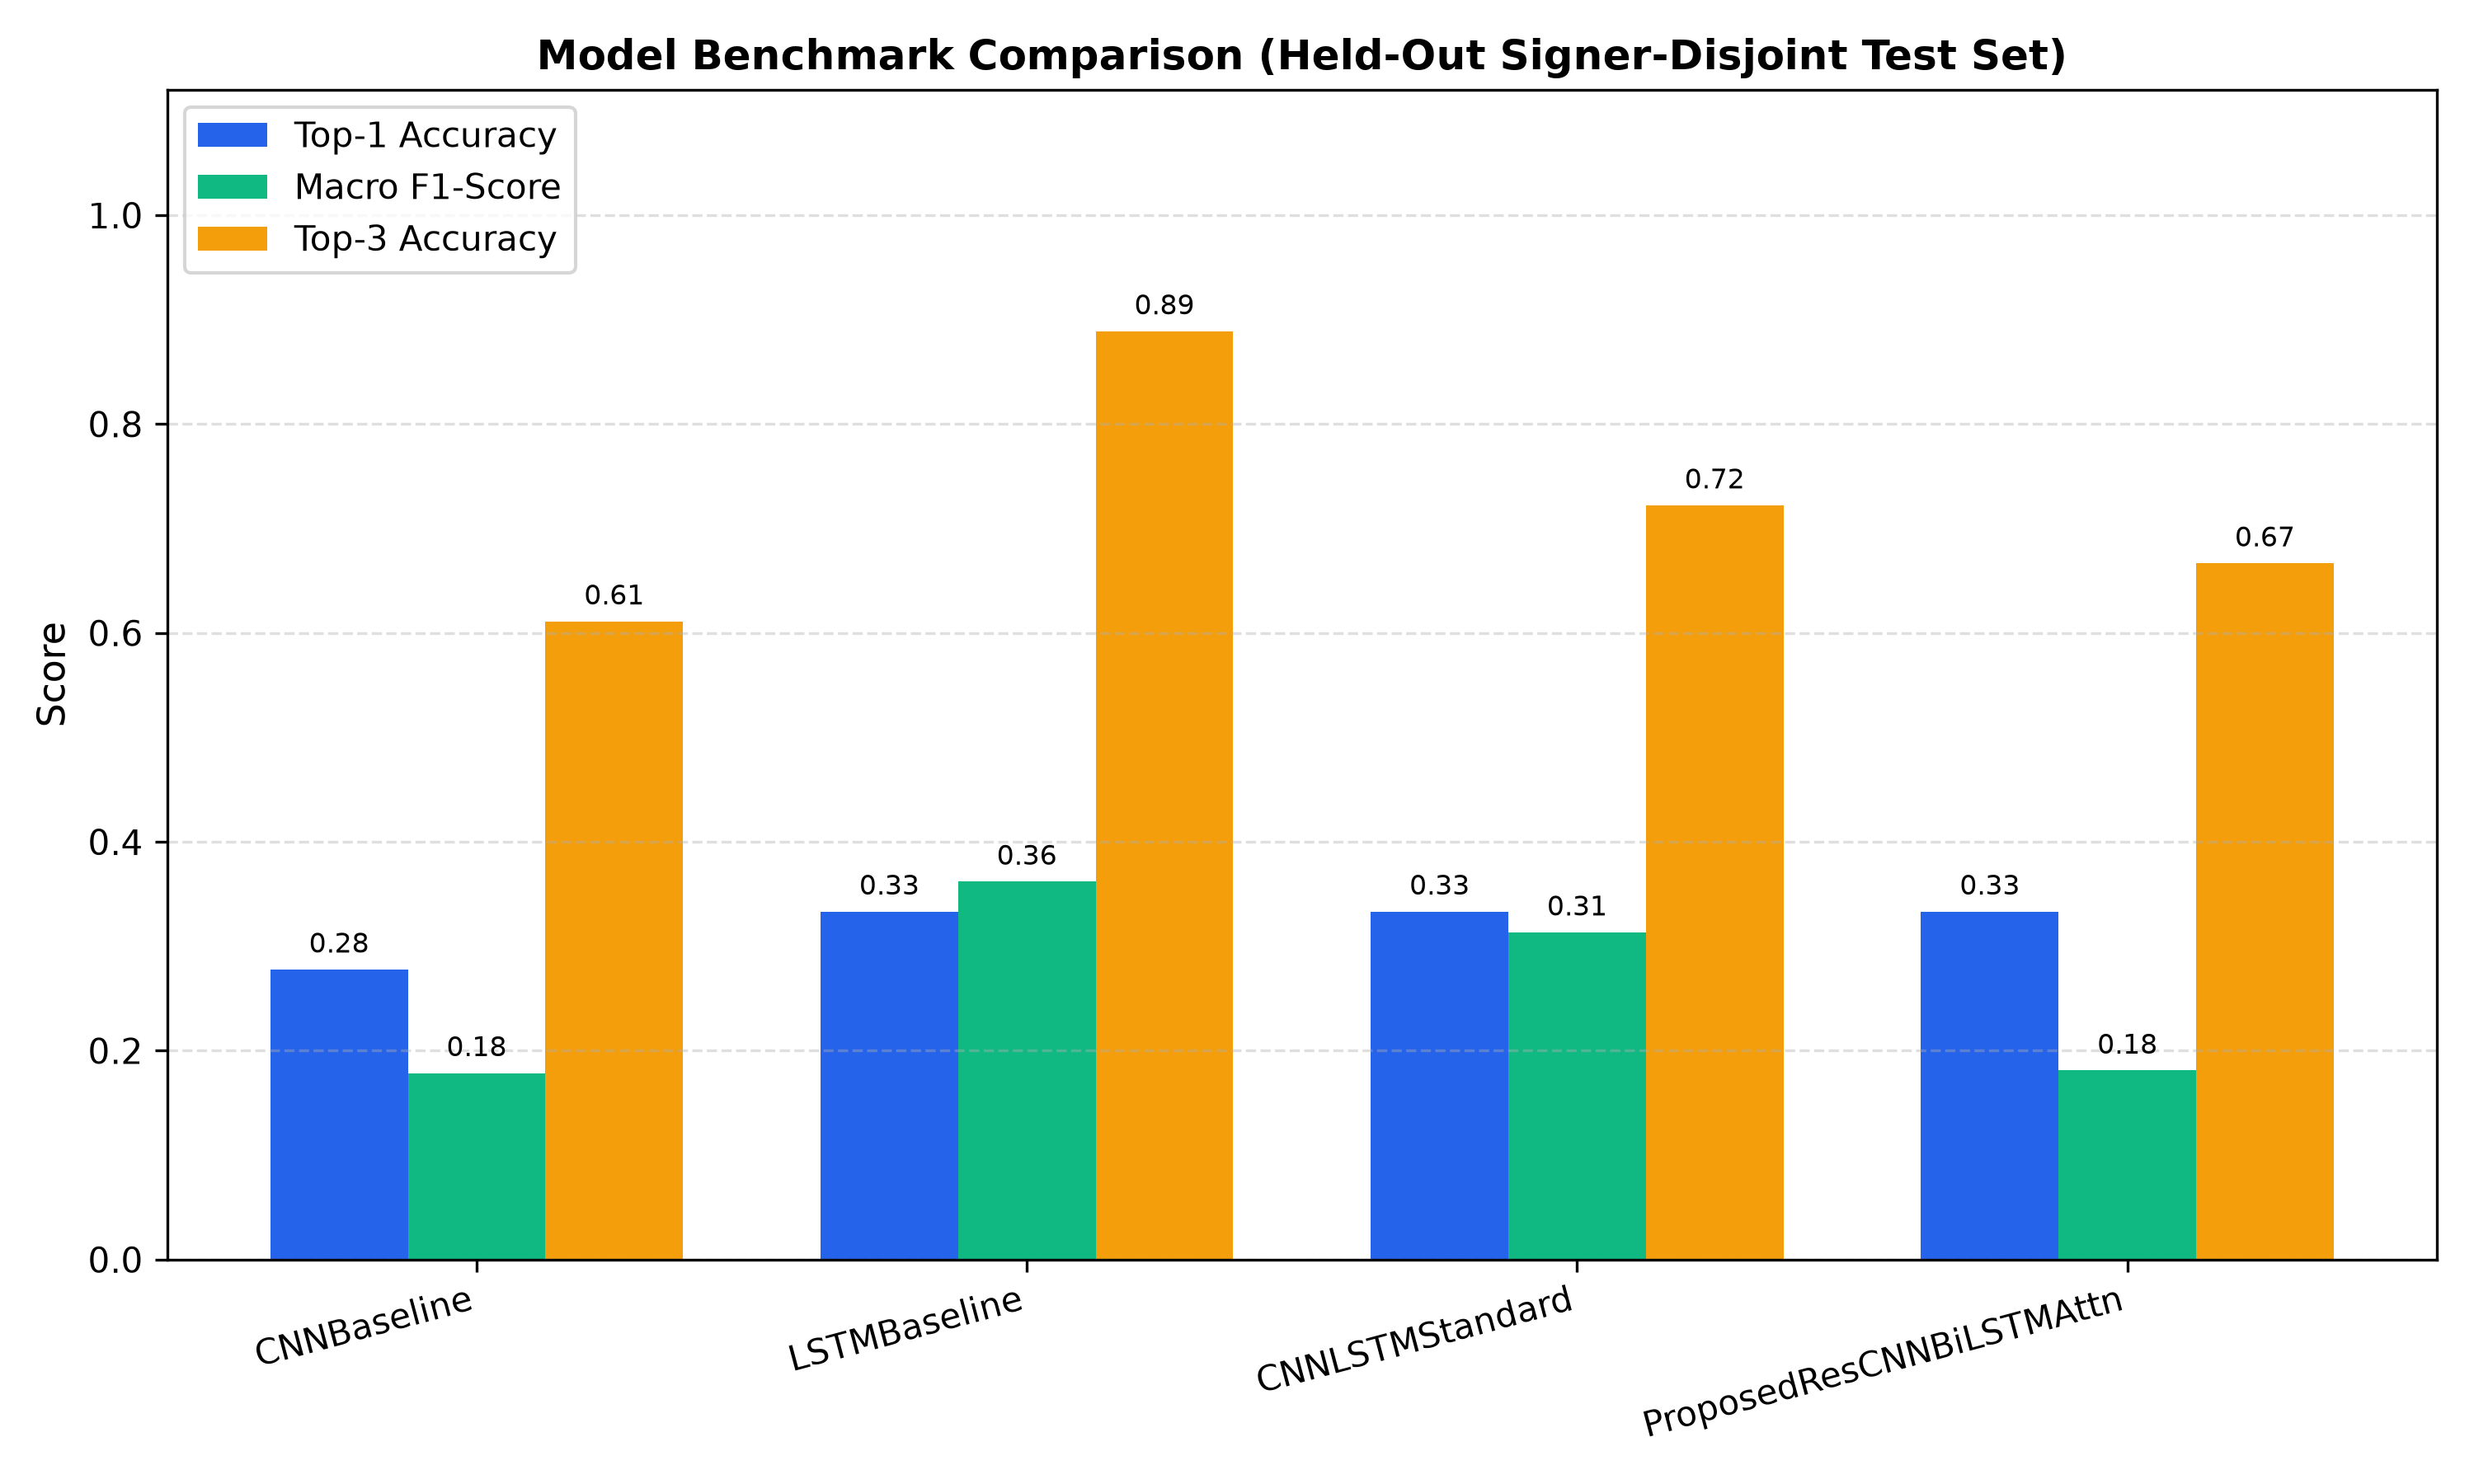 Model Benchmark Comparison (Held-Out Signer-Disjoint Test Set)
Top-1 Accuracy
Macro F1-Score
Top-3 Accuracy
Score
1.0
0.8
0.6
0.4
0.2
0.0
0.28
0.18
0.61
0.33
0.36
0.89
0.33
0.31
0.72
0.33
0.18
0.67
CNNBaseline
LSTMBaseline
CNNLSTMStandard
ProposedResCNNBiLSTMAttn